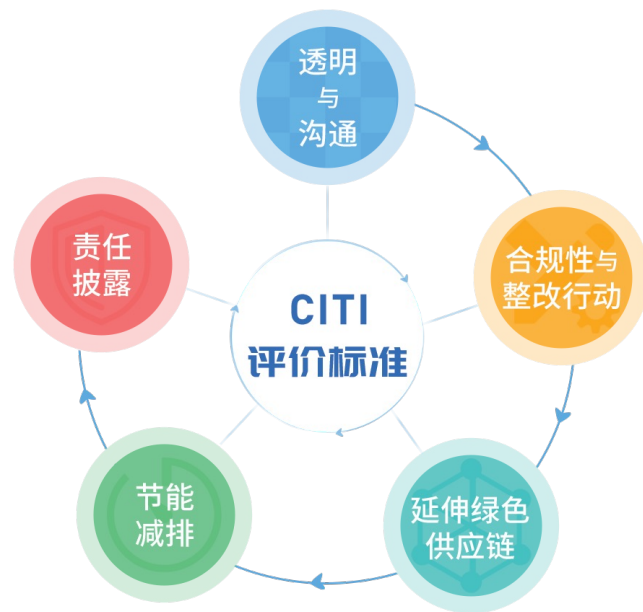 透明
与
沟通
合规性与
整改行动
延伸绿色
供应链
节能
减排
责任
披露
CITI
评价标准